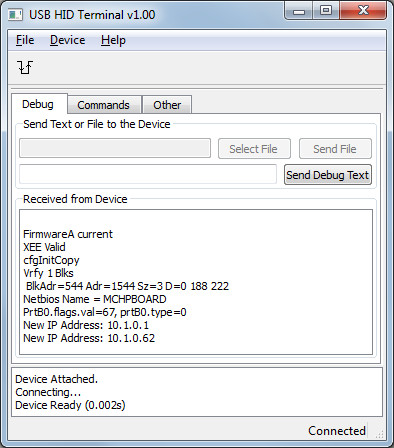 USB HID Terminal v1.00
File Device Help
Debug Commands Other
Send Text or File to the Device
Select File Send File
Send Debug Text
Received from Device
FirmwareA current
XEE Valid
cfgInitCopy
Vrfy 1 Blks
BlkAdr=544 Adr=1544 Sz=3 D=0 188 222
Netbios Name = MCHPBOARD
PrtB0.flags.val=67, prtB0.type=0
New IP Address: 10.1.0.1
New IP Address: 10.1.0.62
Device Attached.
Connecting...
Device Ready (0.002s)
Connected